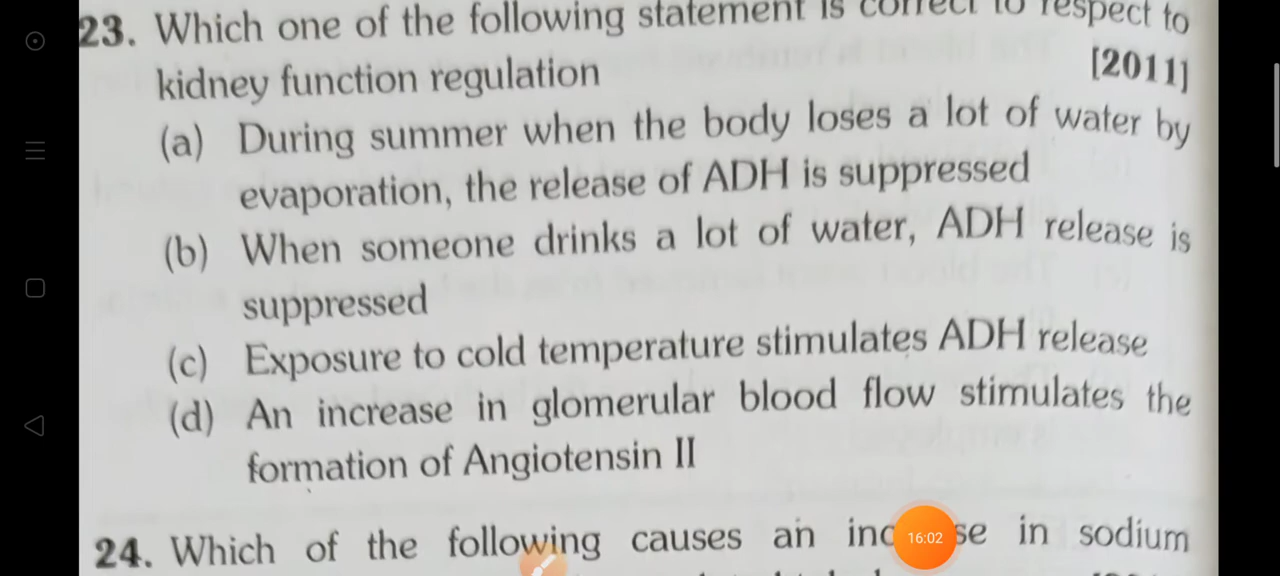 23. Which one of the following statement is correct to respect to
kidney function regulation [2011]
(a) During summer when the body loses a lot of water by
evaporation, the release of ADH is suppressed
(b) When someone drinks a lot of water, ADH release is
suppressed
(c) Exposure to cold temperature stimulates ADH release
(d) An increase in glomerular blood flow stimulates the
formation of Angiotensin II
24. Which of the following causes an inc se in sodium
16:02